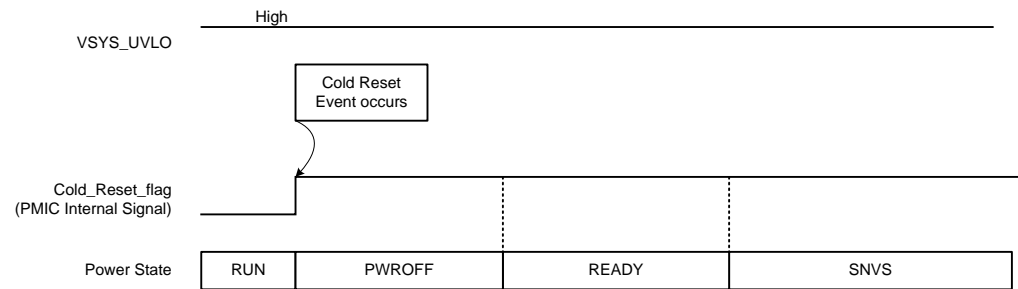 High
VSYS_UVLO
Cold Reset
Event occurs
Cold_Reset_flag
(PMIC Internal Signal)
Power State
RUN
PWROFF
READY
SNVS